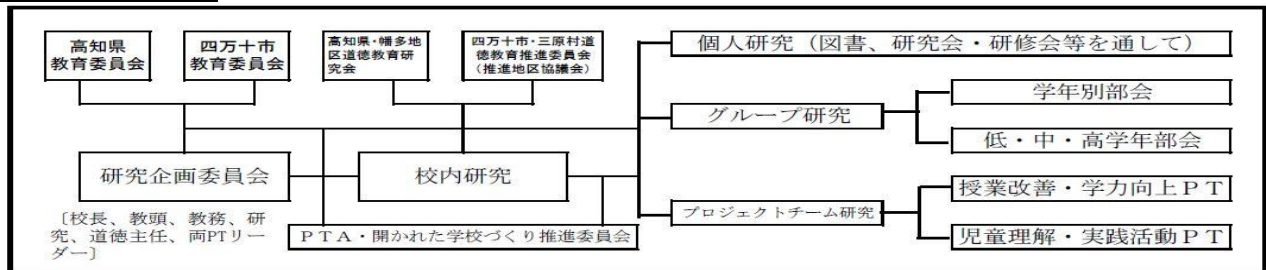 高知県
教育委員会
四万十市
教育委員会
高知県・幡多地
区道徳教育研
究会
四万十市・三原村道
徳教育推進委員会
（推進地区協議会）
個人研究（図書、研究会・研修会等を通して）
グループ研究
学年別部会
低・中・高学年部会
研究企画委員会
校内研究
〔校長、教頭、教務、研
究、道徳主任、両PTリー
ダー〕
ＰＴＡ・開かれた学校づくり推進委員会
プロジェクトチーム研究
授業改善・学力向上ＰＴ
児童理解・実践活動ＰＴ